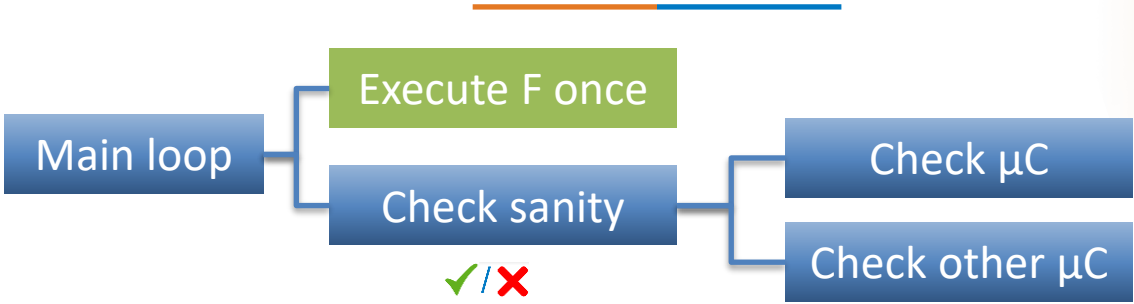 Main loop
Execute F once
Check sanity
Check μC
Check other μC